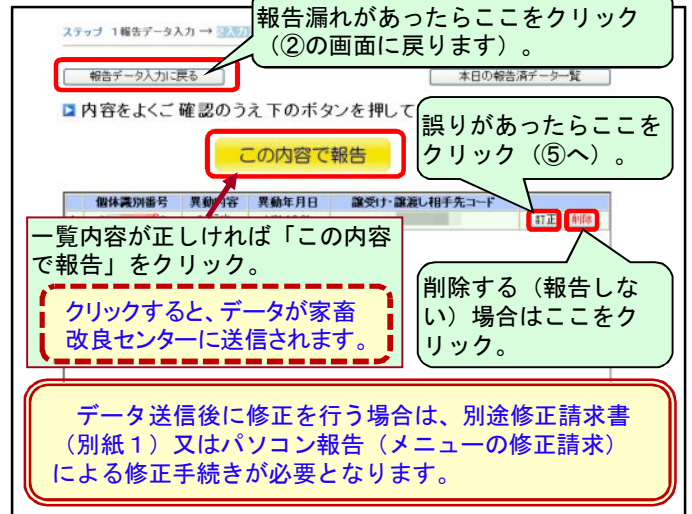 ステップ 1報告データ入力 → 2入力
報告漏れがあったらここをクリック
（②の画面に戻ります）。
報告データ入力に戻る
本日の報告済データ一覧
内容をよくご確認のうえ下のボタンを押して
誤りがあったらここを
クリック（⑤へ）。
この内容で報告
個体識別番号 異動内容 異動年月日 譲受け・譲渡し相手先コード
訂正 削除
一覧内容が正しければ「この内容
で報告」をクリック。
クリックすると、データが家畜
改良センターに送信されます。
削除する（報告しな
い）場合はここをク
リック。
データ送信後に修正を行う場合は、別途修正請求書
（別紙１）又はパソコン報告（メニューの修正請求）
による修正手続きが必要となります。